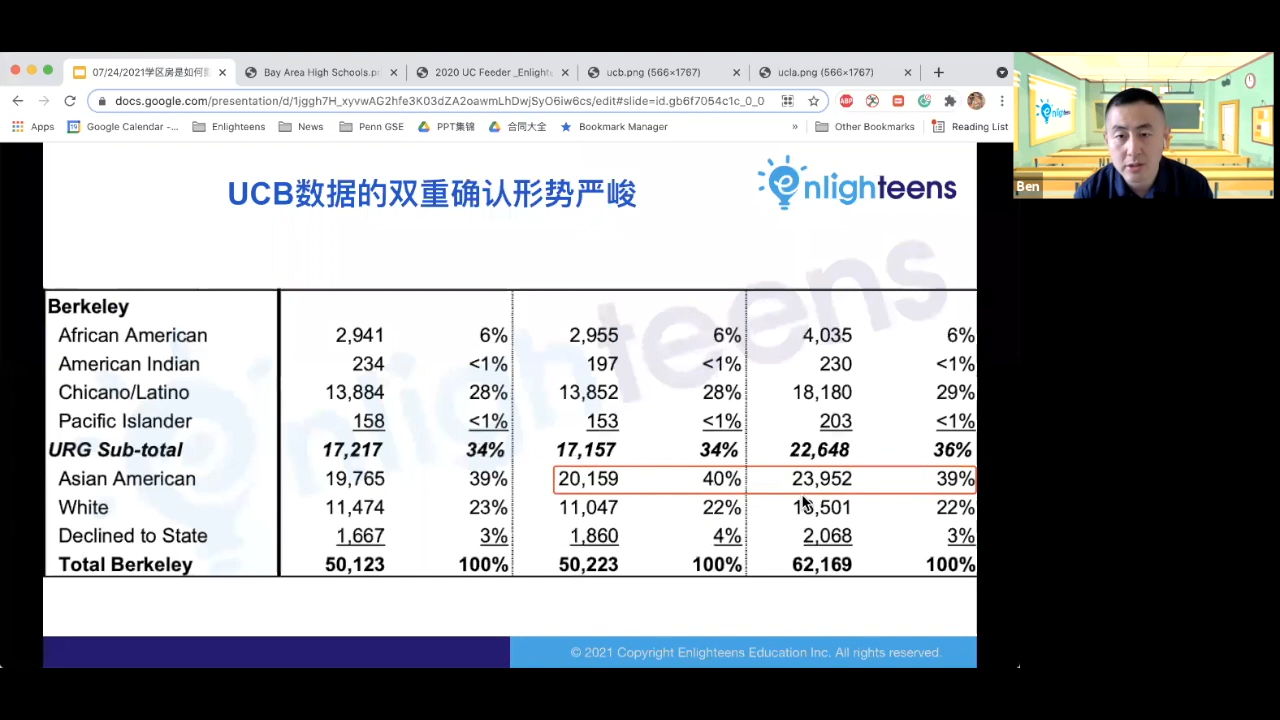 07/24/2021学区房是如何
Bay Area High Schools.p
2020 UC Feeder _Enlight
ucb.png (566×1767)
ucla.png (566×1767)
docs.google.com/presentation/d/1jggh7H_xyvwAG2hfe3K03dZA2oawmLhDwjSyO6iw6cs/edit#slide=id.gb6f7054c1c_0_0
ABP
Apps
Google Calendar -...
Enlighteens
News
Penn GSE
PPT集锦
合同大全
Bookmark Manager
»
Other Bookmarks
Reading List
Ben
UCB数据的双重确认形势严峻
enlighteens
Berkeley
African American 2,941 6% 2,955 6% 4,035 6%
American Indian 234 <1% 197 <1% 230 <1%
Chicano/Latino 13,884 28% 13,852 28% 18,180 29%
Pacific Islander 158 <1% 153 <1% 203 <1%
URG Sub-total 17,217 34% 17,157 34% 22,648 36%
Asian American 19,765 39% 20,159 40% 23,952 39%
White 11,474 23% 11,047 22% ,501 22%
Declined to State 1,667 3% 1,860 4% 2,068 3%
Total Berkeley 50,123 100% 50,223 100% 62,169 100%
© 2021 Copyright Enlighteens Education Inc. All rights reserved.